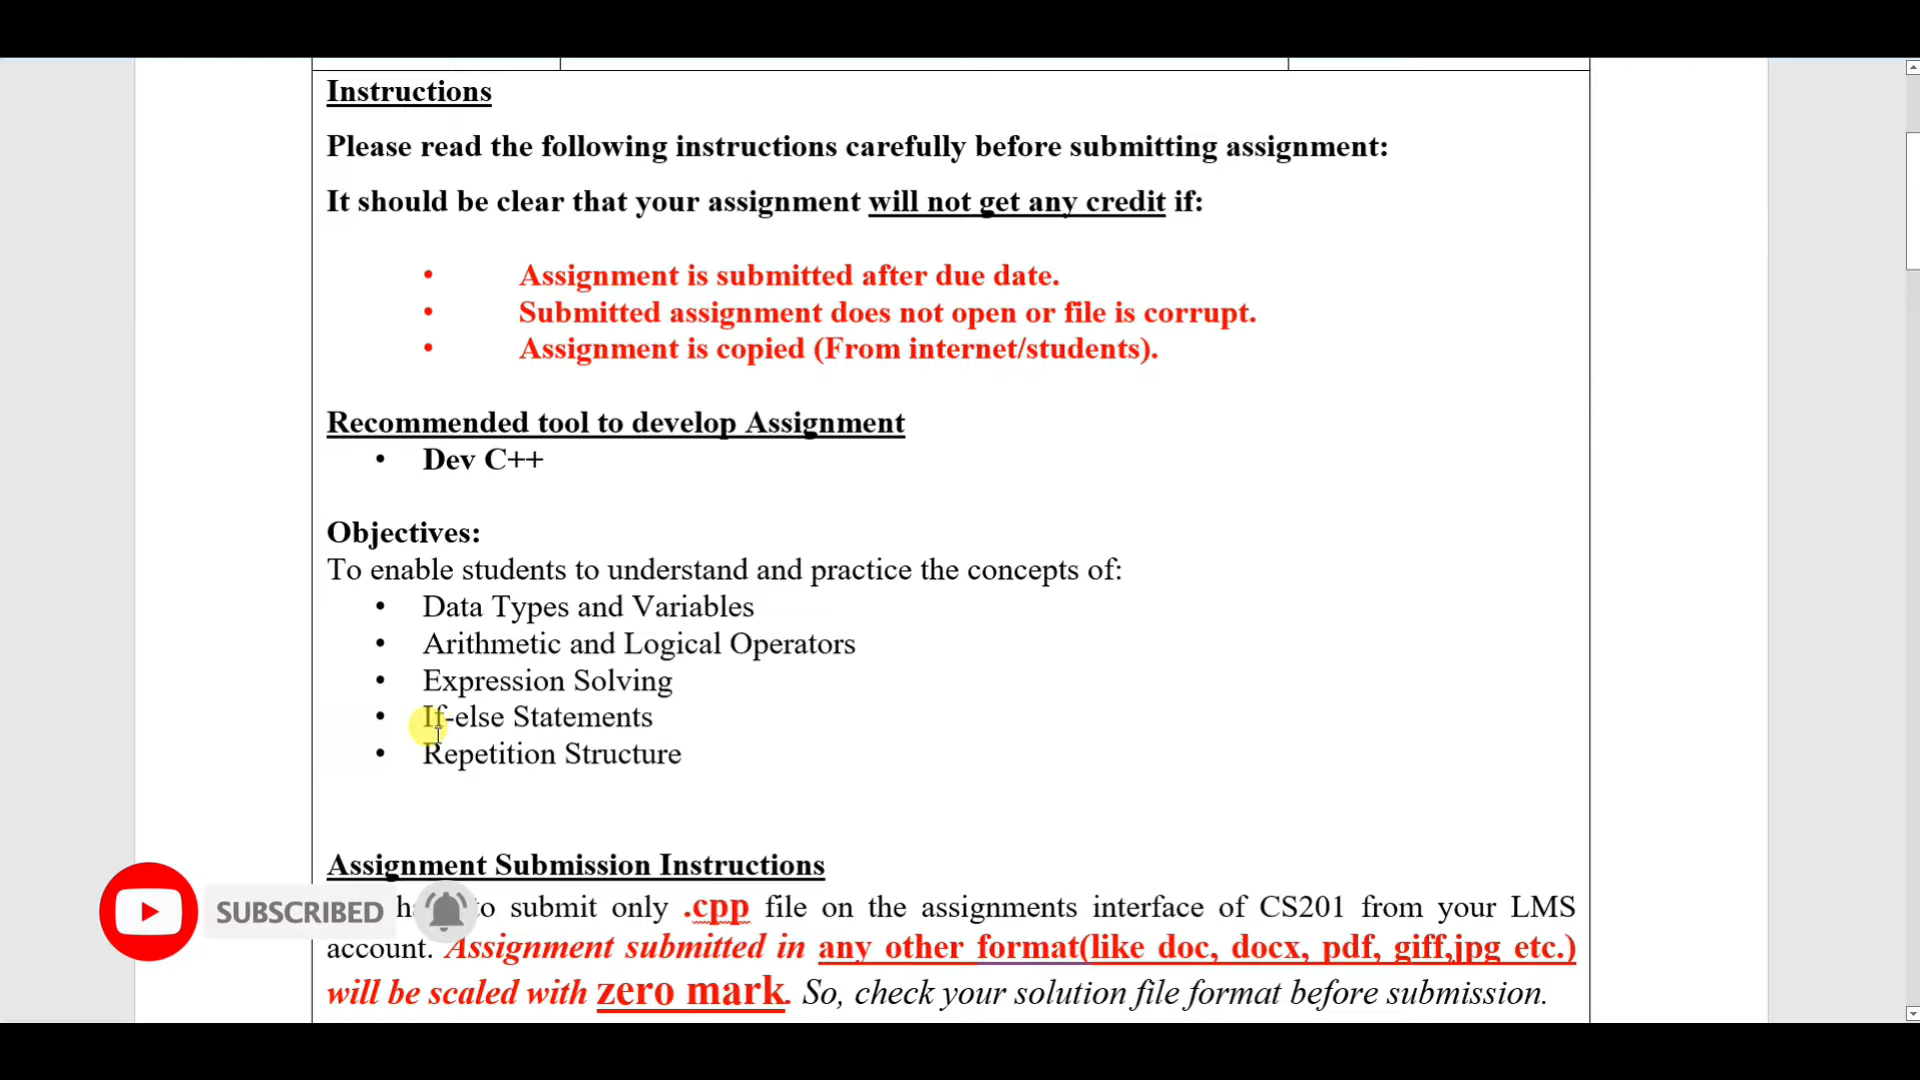 Instructions
Please read the following instructions carefully before submitting assignment:
It should be clear that your assignment will not get any credit if:
• Assignment is submitted after due date.
• Submitted assignment does not open or file is corrupt.
• Assignment is copied (From internet/students).
Recommended tool to develop Assignment
• Dev C++
Objectives:
To enable students to understand and practice the concepts of:
• Data Types and Variables
• Arithmetic and Logical Operators
• Expression Solving
• If-else Statements
• Repetition Structure
Assignment Submission Instructions
SUBSCRIBED
to submit only .cpp file on the assignments interface of CS201 from your LMS
account. Assignment submitted in any other format(like doc, docx, pdf, giff,jpg etc.)
will be scaled with zero mark. So, check your solution file format before submission.